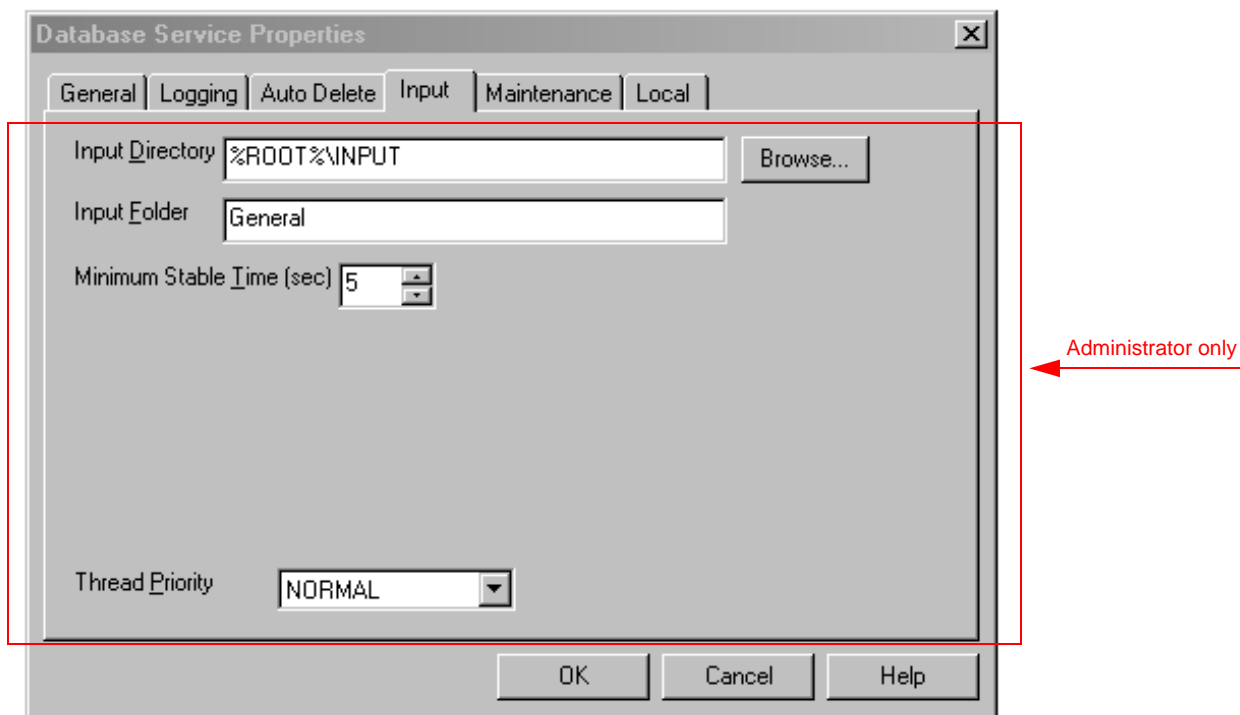 Database Service Properties
General Logging Auto Delete Input Maintenance Local
Input Directory %ROOT%\INPUT Browse...
Input Folder General
Minimum Stable Time (sec) 5
Administrator only
Thread Priority NORMAL
OK Cancel Help